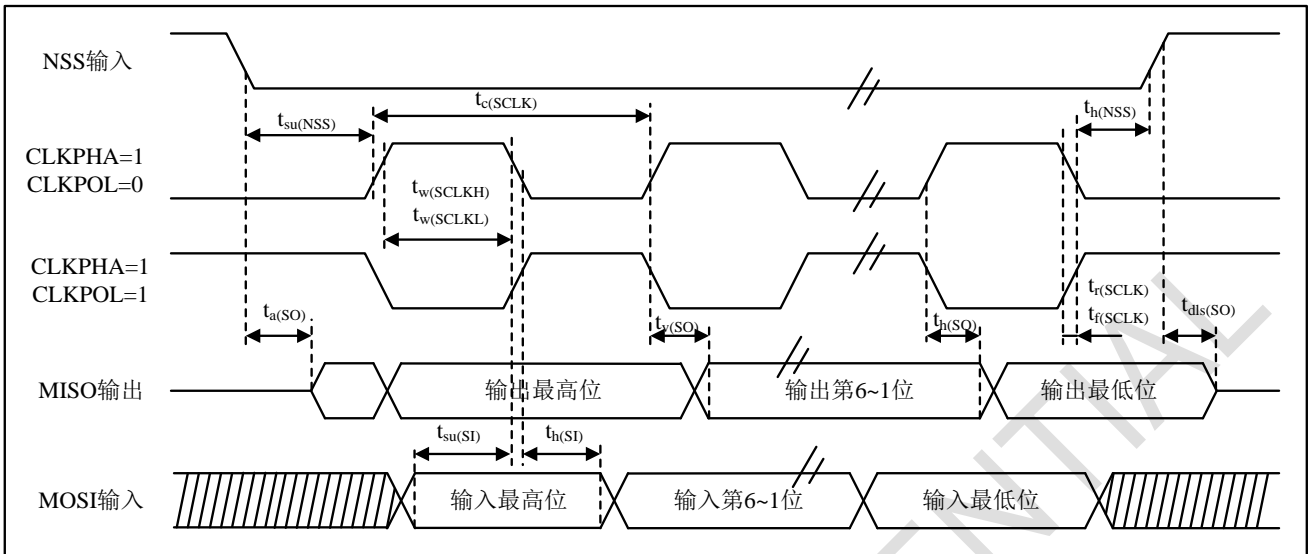 NSS输入
tc(SCLK)
tsu(NSS)
th(NSS)
CLKPHA=1
CLKPOL=0
tw(SCLKH)
tw(SCLKL)
CLKPHA=1
CLKPOL=1
ta(SO)
tv(SO)
th(SO)
tr(SCLK)
tf(SCLK)
tdls(SO)
MISO输出
输出最高位
输出第6~1位
输出最低位
tsu(SI)
th(SI)
MOSI输入
输入最高位
输入第6~1位
输入最低位
ENTIAL